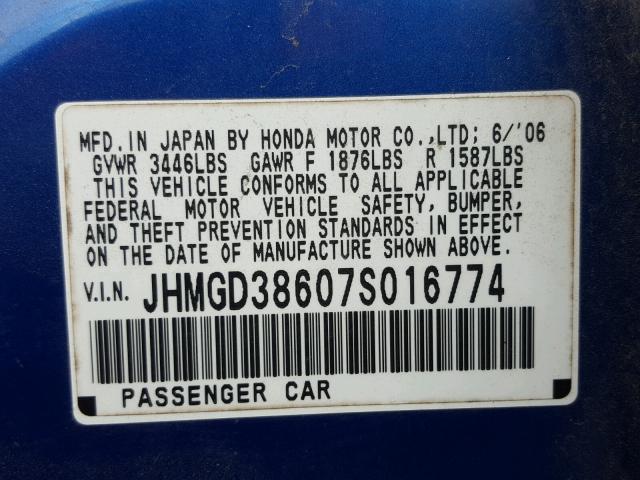 MFD.IN JAPAN BY HONDA MOTOR CO.,LTD; 6/'06
GVWR 3446LBS GAWR F 1876LBS R 1587LBS
THIS VEHICLE CONFORMS TO ALL APPLICABLE
FEDERAL MOTOR VEHICLE SAFETY, BUMPER,
AND THEFT PREVENTION STANDARDS IN EFFECT
ON THE DATE OF MANUFACTURE SHOWN ABOVE.
V.I.N. JHMGD38607S016774
PASSENGER CAR